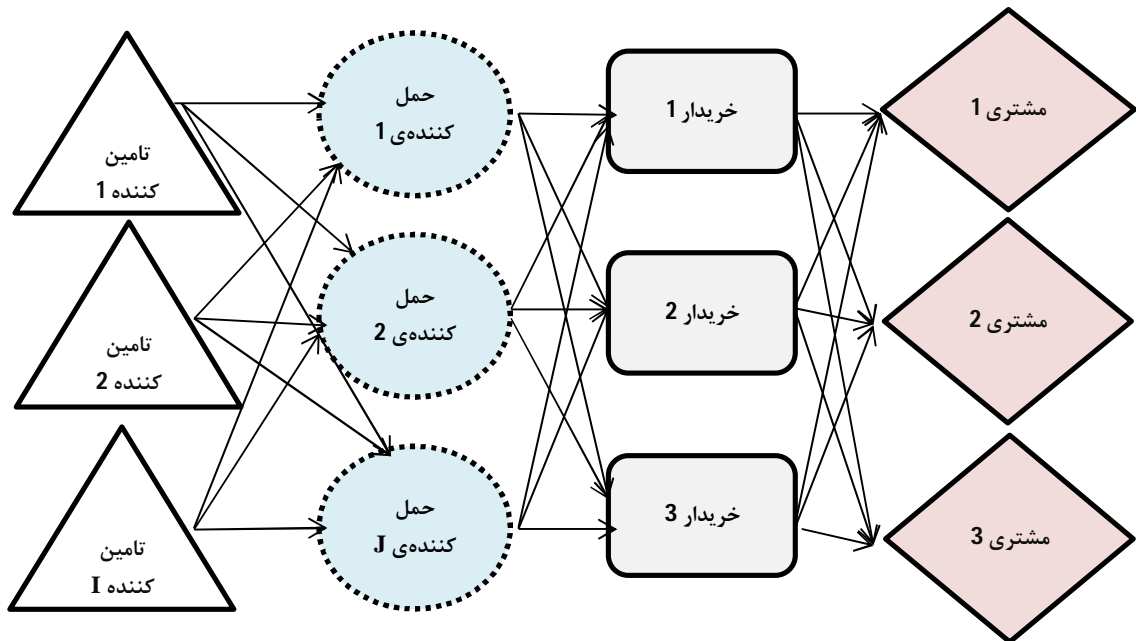 تامین
کننده 1
تامین
کننده 2
تامین
کننده I
حمل
کننده‌ی 1
حمل
کننده‌ی 2
حمل
کننده‌ی J
خریدار 1
خریدار 2
خریدار 3
مشتری 1
مشتری 2
مشتری 3